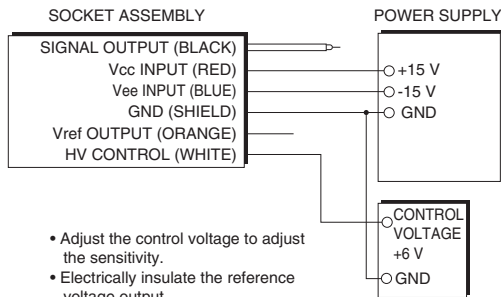 SOCKET ASSEMBLY
SIGNAL OUTPUT (BLACK)
Vcc INPUT (RED)
Vee INPUT (BLUE)
GND (SHIELD)
Vref OUTPUT (ORANGE)
HV CONTROL (WHITE)
POWER SUPPLY
+15 V
-15 V
GND
CONTROL
VOLTAGE
+6 V
GND
• Adjust the control voltage to adjust
the sensitivity.
• Electrically insulate the reference
voltage output.